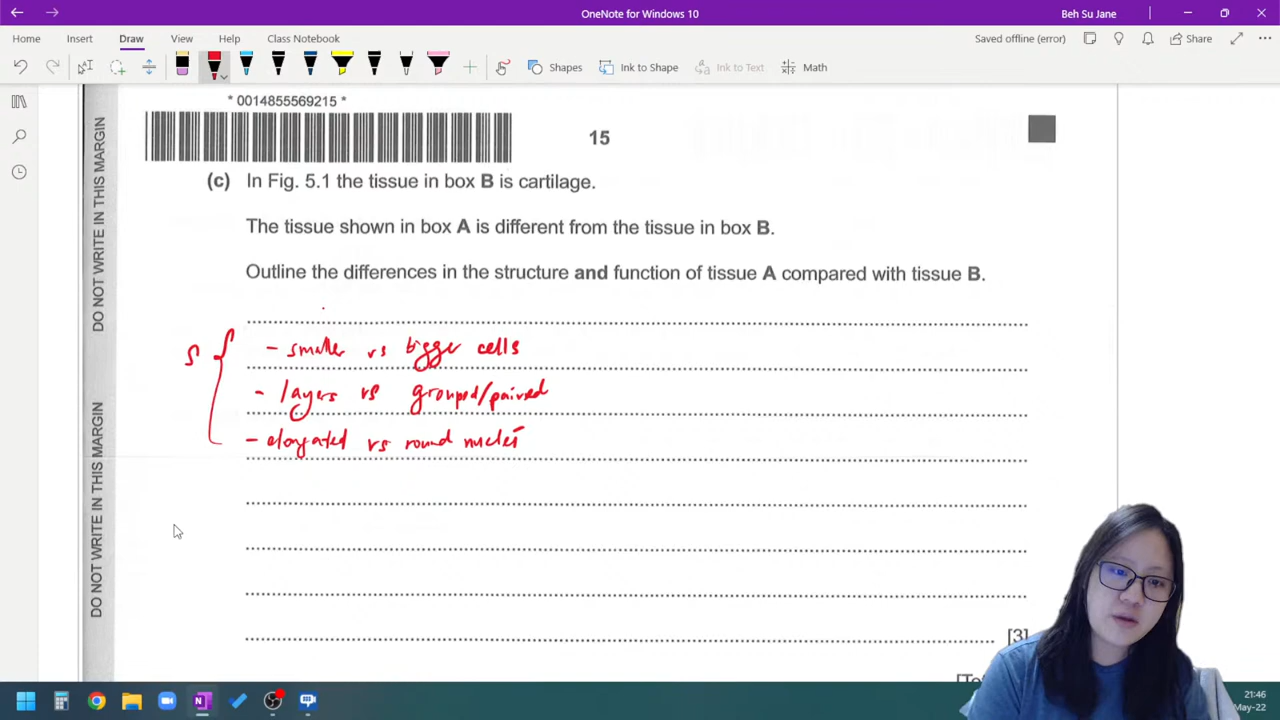 OneNote for Windows 10
Beh Su Jane
Home Insert Draw View Help Class Notebook
Saved offline (error)
Share
Shapes
Ink to Shape
Ink to Text
Math
* 0014855569215 *
15
DO NOT WRITE IN THIS MARGIN
(c) In Fig. 5.1 the tissue in box B is cartilage.
The tissue shown in box A is different from the tissue in box B.
Outline the differences in the structure and function of tissue A compared with tissue B.
S
- smaller vs bigger cells
- layers vs grouped/paired
- elongated vs round nuclei
DO NOT WRITE IN THIS MARGIN
[3]
[To
21:46
May-22